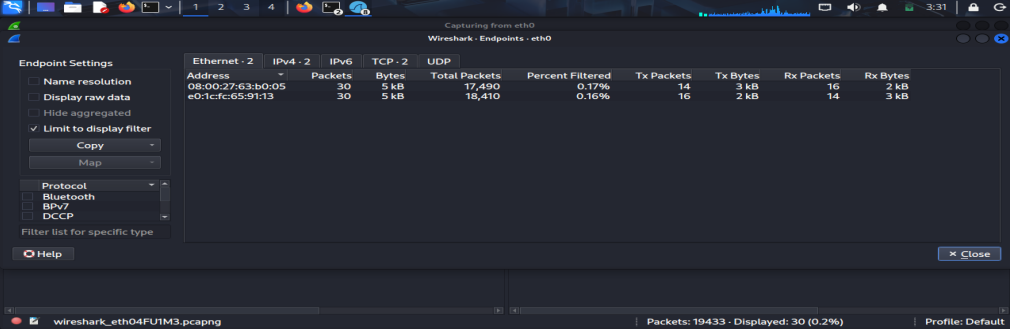 1 2 3 4 3:31
Capturing from eth0
Wireshark · Endpoints · eth0
Endpoint Settings
Name resolution
Display raw data
Hide aggregated
Limit to display filter
Copy
Map
Protocol
Bluetooth
BPv7
DCCP
Filter list for specific type
Ethernet · 2 IPv4 · 2 IPv6 TCP · 2 UDP
Address Packets Bytes Total Packets Percent Filtered Tx Packets Tx Bytes Rx Packets Rx Bytes
08:00:27:63:b0:05 30 5 kB 17,490 0.17% 14 3 kB 16 2 kB
e0:1c:fc:65:91:13 30 5 kB 18,410 0.16% 16 2 kB 14 3 kB
Help
Close
wireshark_eth04FU1M3.pcapng Packets: 19433 · Displayed: 30 (0.2%) Profile: Default